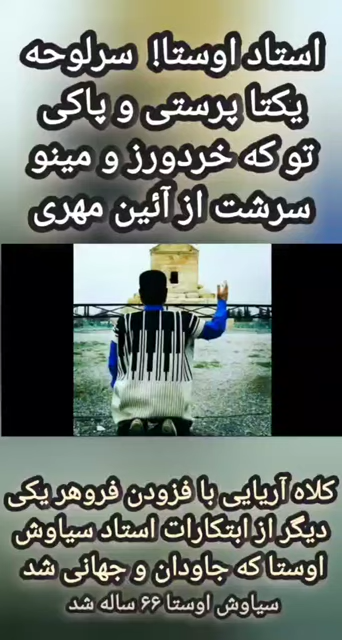 استاد اوستا! سرلوحه
یکتا پرستی و پاکی
تو که خردورز و مینو
سرشت از آئین مهری
کلاه آریایی با فزودن فروهر یکی
دیگر از ابتکارات استاد سیاوش
اوستا که جاودان و جهانی شد
سیاوش اوستا ۶۶ ساله شد